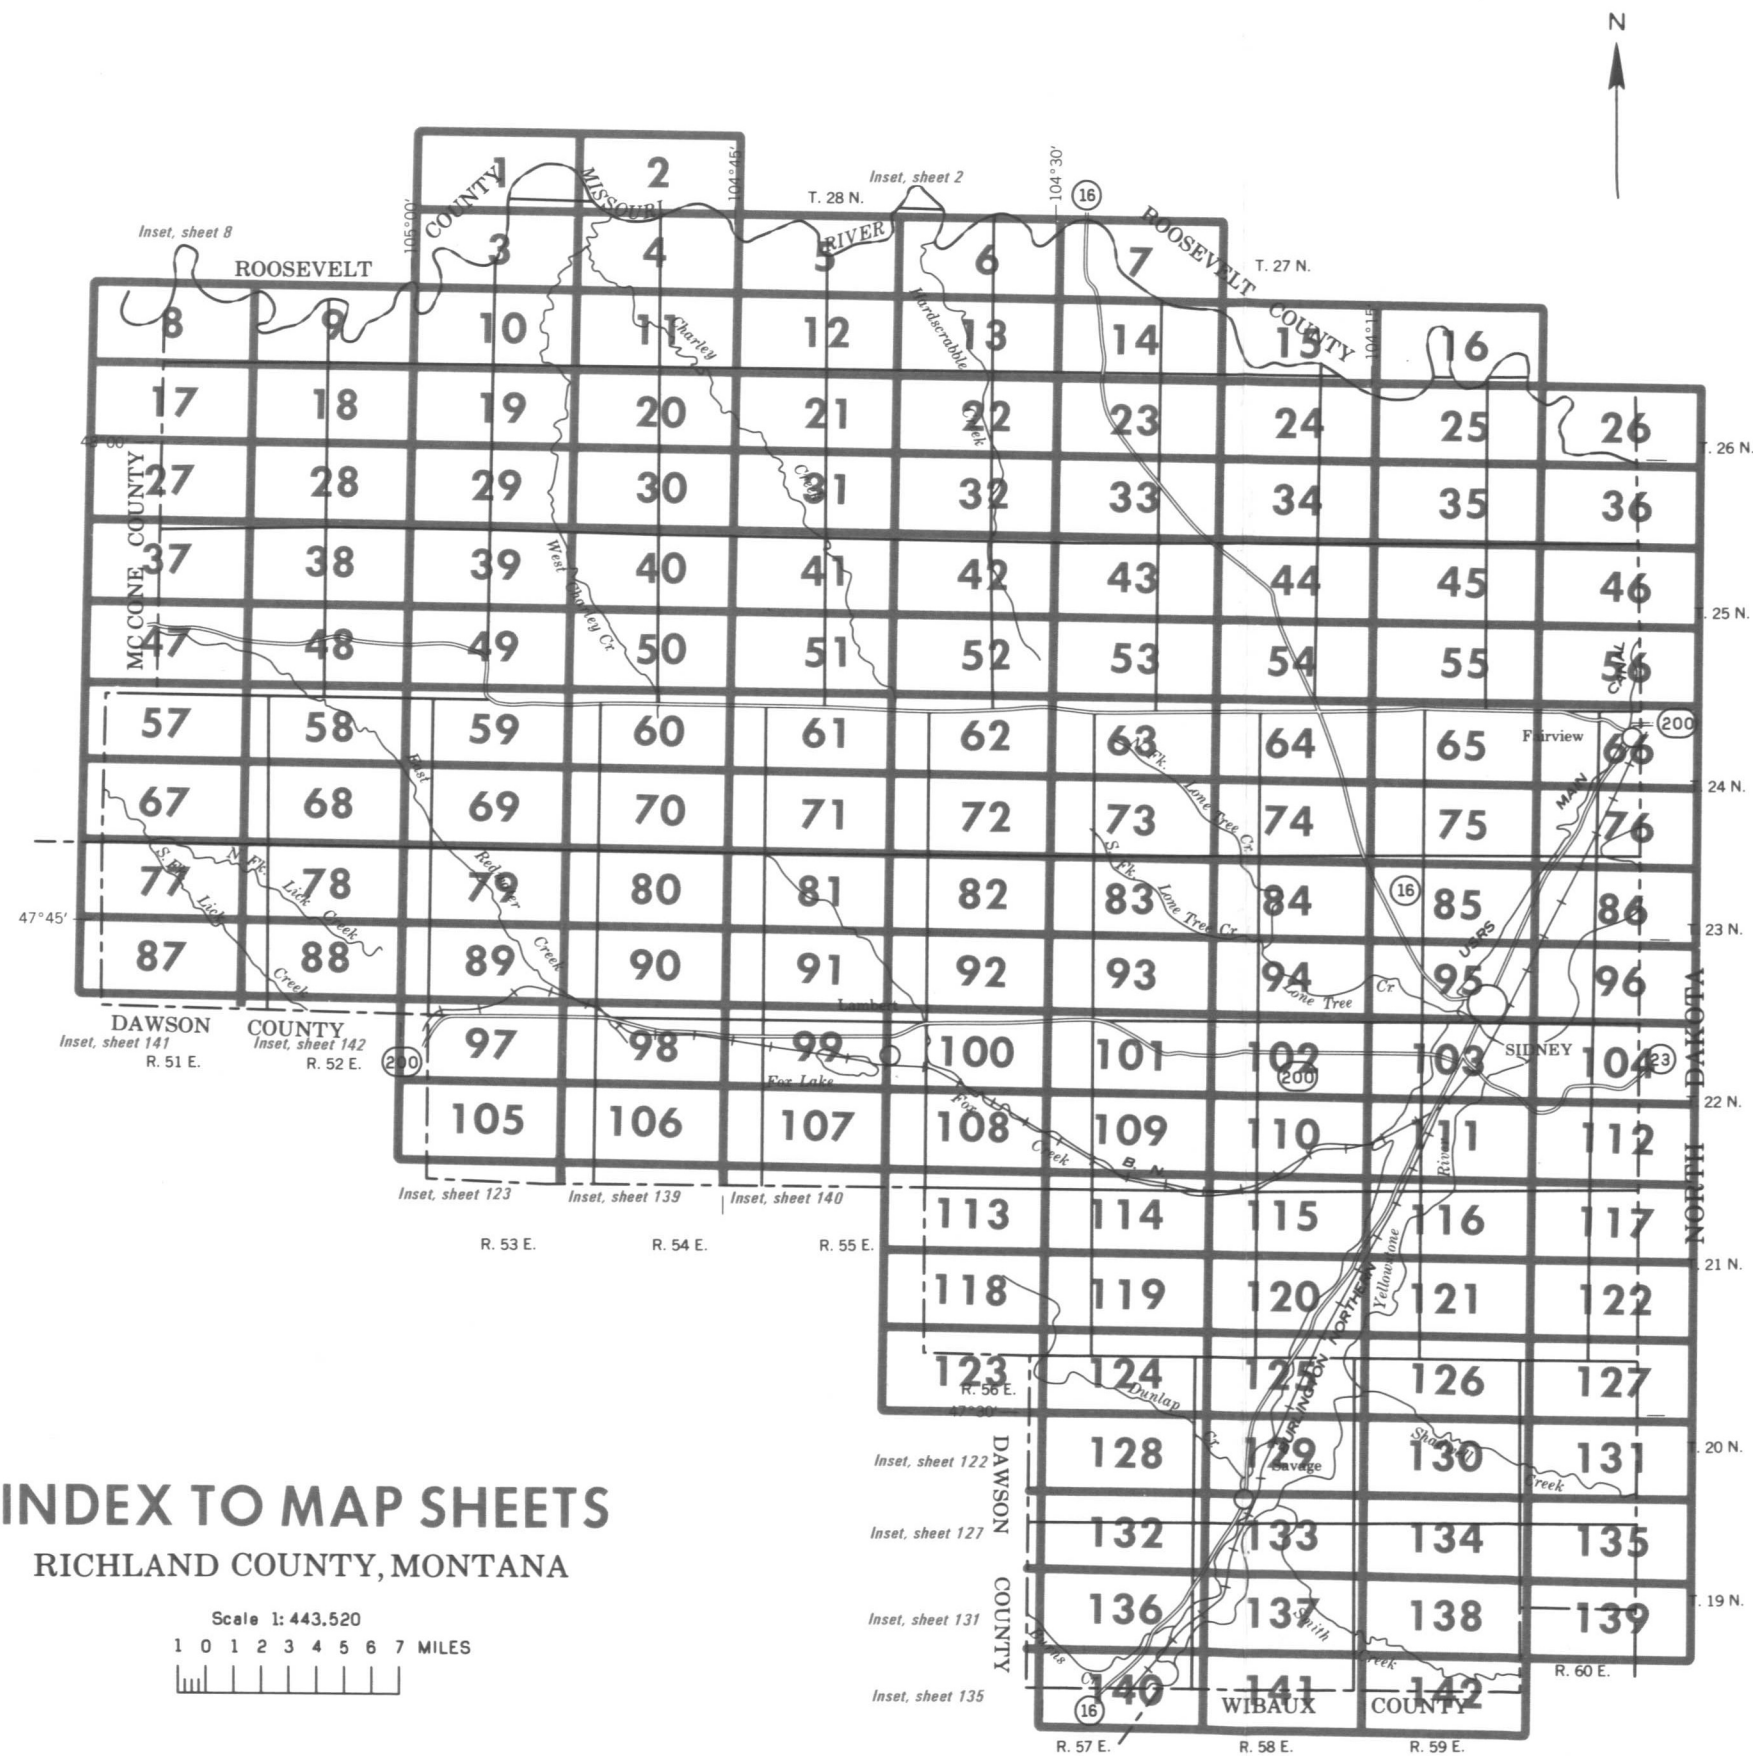 N
1
2
COUNTY
MISSOURI
104°45'
Inset, sheet 2
T. 28 N.
104°30'
16
ROOSEVELT
COUNTY
Inset, sheet 8
ROOSEVELT
105°00'
3
4
5
RIVER
6
7
T. 27 N.
8
9
10
11
Charley
12
Hardscrabble
13
14
15
104°15'
16
17
18
19
20
21
22
Creek
23
24
25
26
48°00'
T. 26 N.
MC CONE COUNTY
27
28
29
30
Creek
31
32
33
34
35
36
37
38
39
West Charley Cr.
40
41
42
43
44
45
46
T. 25 N.
47
48
49
50
51
52
53
54
55
56
CANAL
57
58
59
60
61
62
63
64
65
Fairview
66
200
67
68
East
69
70
71
72
73
N. Fk. Lone Tree Cr.
74
75
MAIN
76
T. 24 N.
77
S. Fk. Lick Creek
N. Fk. Lick Creek
78
79
Redwater Creek
80
81
82
83
S. Fk. Lone Tree Cr.
84
16
85
USRS
86
47°45'
T. 23 N.
87
88
89
90
91
92
93
94
Lone Tree Cr.
95
96
NORTH DAKOTA
Lambert
DAWSON COUNTY
Inset, sheet 141
Inset, sheet 142
R. 51 E.
R. 52 E.
200
97
98
99
Fox Lake
100
101
102
200
103
SIDNEY
104
23
105
106
107
Fox Creek
108
109
110
111
112
T. 22 N.
B. N.
River
Inset, sheet 123
Inset, sheet 139
Inset, sheet 140
113
114
115
116
117
R. 53 E.
R. 54 E.
R. 55 E.
Yellowstone
T. 21 N.
118
119
120
121
122
BURLINGTON NORTHERN
123
R. 56 E.
124
Dunlap Cr.
125
126
127
47°30'
DAWSON COUNTY
Inset, sheet 122
128
129
Savage
130
Creek
131
T. 20 N.
Inset, sheet 127
132
133
134
135
Inset, sheet 131
136
137
Smith Creek
138
139
T. 19 N.
Burns Cr.
Inset, sheet 135
140
141
142
R. 60 E.
16
WIBAUX COUNTY
R. 57 E.
R. 58 E.
R. 59 E.
INDEX TO MAP SHEETS
RICHLAND COUNTY, MONTANA
Scale 1:443.520
1 0 1 2 3 4 5 6 7 MILES